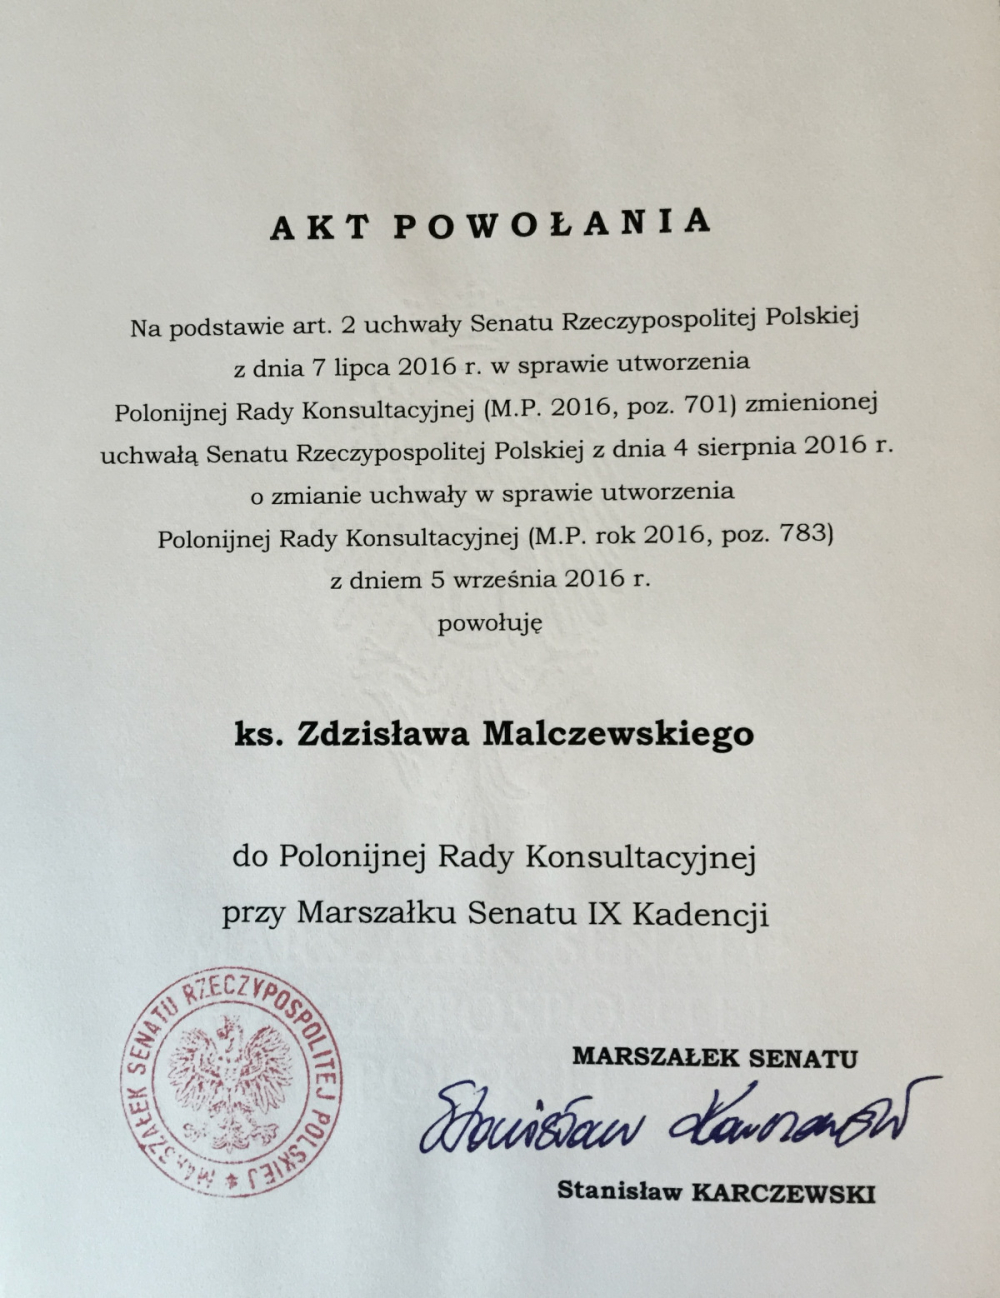 AKT POWOŁANIA
Na podstawie art. 2 uchwały Senatu Rzeczypospolitej Polskiej
z dnia 7 lipca 2016 r. w sprawie utworzenia
Polonijnej Rady Konsultacyjnej (M.P. 2016, poz. 701) zmienionej
uchwałą Senatu Rzeczypospolitej Polskiej z dnia 4 sierpnia 2016 r.
o zmianie uchwały w sprawie utworzenia
Polonijnej Rady Konsultacyjnej (M.P. rok 2016, poz. 783)
z dniem 5 września 2016 r.
powołuję
ks. Zdzisława Malczewskiego
do Polonijnej Rady Konsultacyjnej
przy Marszałku Senatu IX Kadencji
MARSZAŁEK SENATU RZECZYPOSPOLITEJ POLSKIEJ
MARSZAŁEK SENATU
Stanisław Karczewski
Stanisław KARCZEWSKI